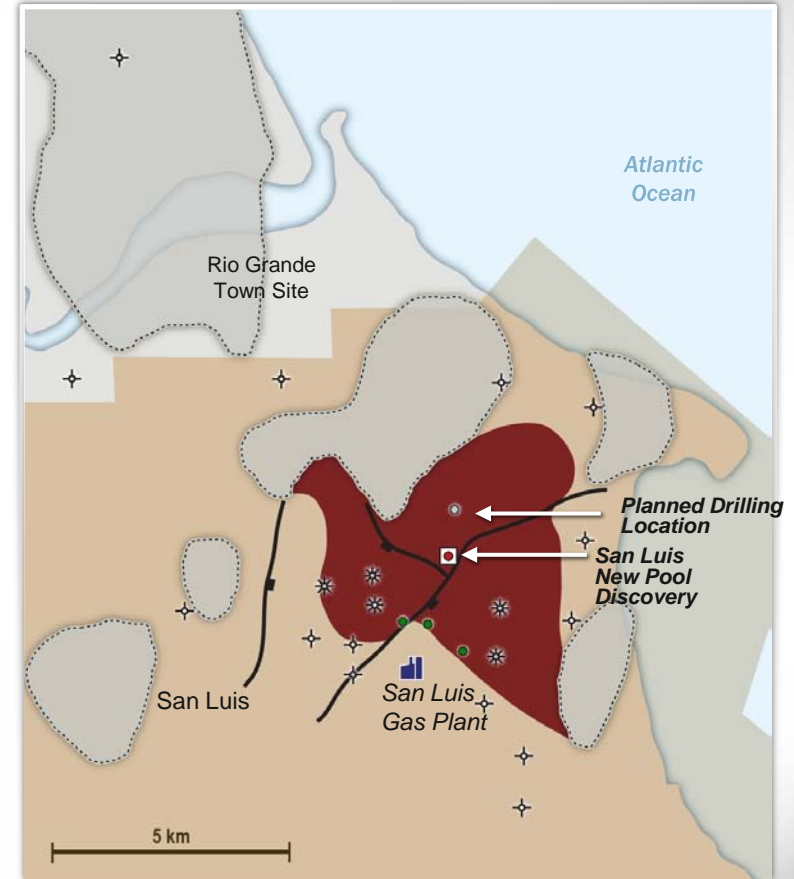 Atlantic
Ocean
Rio Grande
Town Site
Planned Drilling
Location
San Luis
New Pool
Discovery
San Luis
San Luis
Gas Plant
5 km